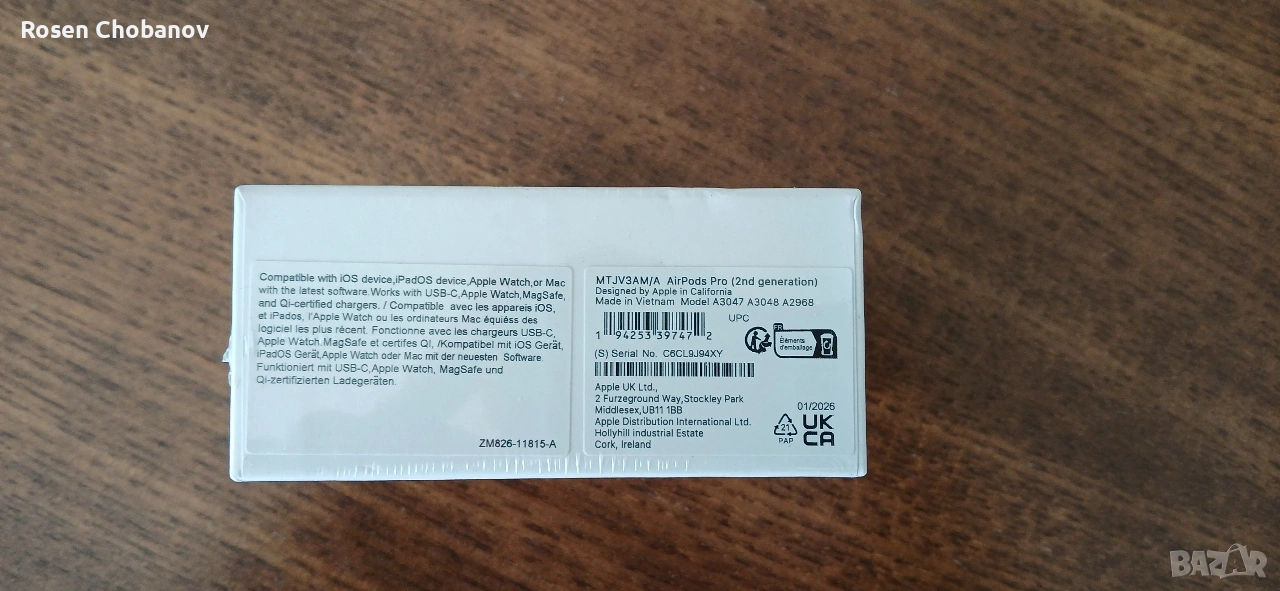 Rosen Chobanov
Compatible with iOS device,iPadOS device,Apple Watch,or Mac
with the latest software.Works with USB-C,Apple Watch,MagSafe,
and Qi-certified chargers. / Compatible avec les appareis iOS,
et iPados, l'Apple Watch ou les ordinateurs Mac équiéss des
logiciel les plus récent. Fonctionne avec les chargeurs USB-C,
Apple Watch.MagSafe et certifes QI, /Kompatibel mit iOS Gerät,
iPadOS Gerät,Apple Watch oder Mac mit der neuesten Software.
Funktioniert mit USB-C,Apple Watch, MagSafe und
Qi-zertifizierten Ladegeräten.
ZM826-11815-A
MTJV3AM/A AirPods Pro (2nd generation)
Designed by Apple in California
Made in Vietnam Model A3047 A3048 A2968
UPC
1 94253 39747 2
FR
Éléments
d'emballage
(S) Serial No. C6CL9J94XY
Apple UK Ltd.,
2 Furzeground Way,Stockley Park
Middlesex,UB11 1BB
Apple Distribution International Ltd.
Hollyhill industrial Estate
Cork, Ireland
01/2026
21
PAP
UK
CA
BAZAR